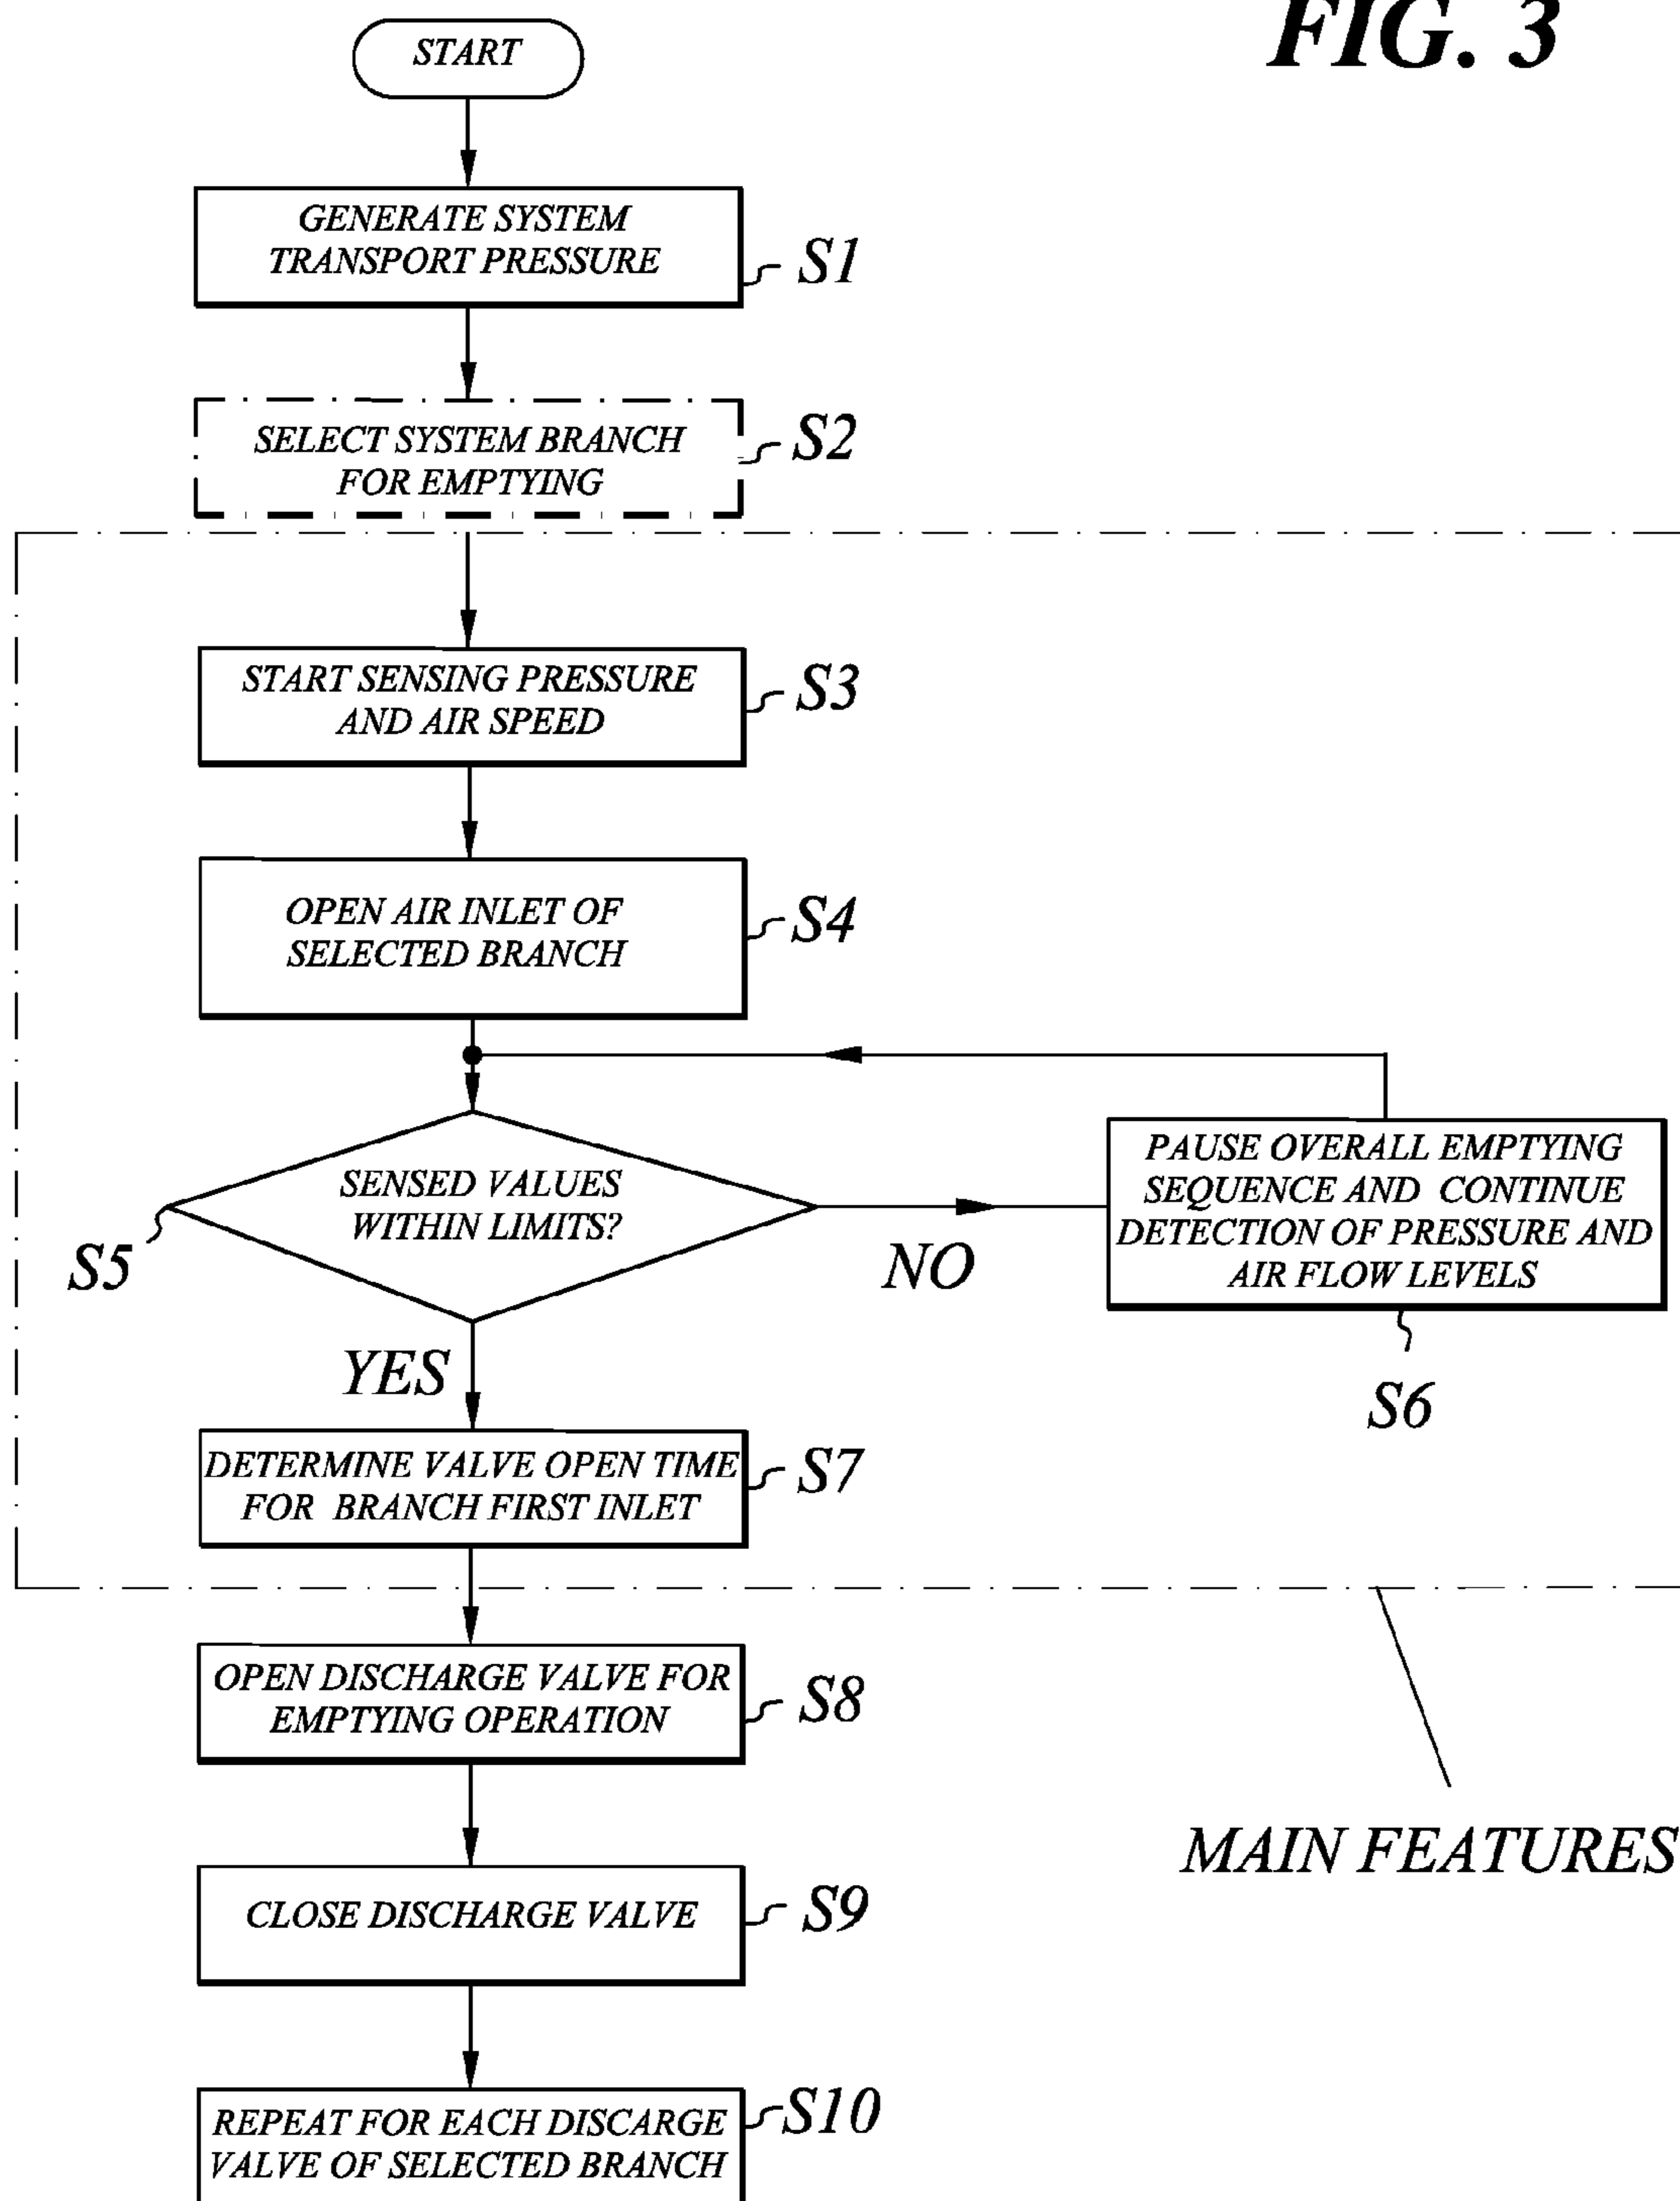 FIG. 3
START
GENERATE SYSTEM
TRANSPORT PRESSURE
S1
SELECT SYSTEM BRANCH
FOR EMPTYING
S2
START SENSING PRESSURE
AND AIR SPEED
S3
OPEN AIR INLET OF
SELECTED BRANCH
S4
SENSED VALUES
WITHIN LIMITS?
S5
NO
PAUSE OVERALL EMPTYING
SEQUENCE AND CONTINUE
DETECTION OF PRESSURE AND
AIR FLOW LEVELS
S6
YES
DETERMINE VALVE OPEN TIME
FOR BRANCH FIRST INLET
S7
OPEN DISCHARGE VALVE FOR
EMPTYING OPERATION
S8
MAIN FEATURES
CLOSE DISCHARGE VALVE
S9
REPEAT FOR EACH DISCARGE
VALVE OF SELECTED BRANCH
S10